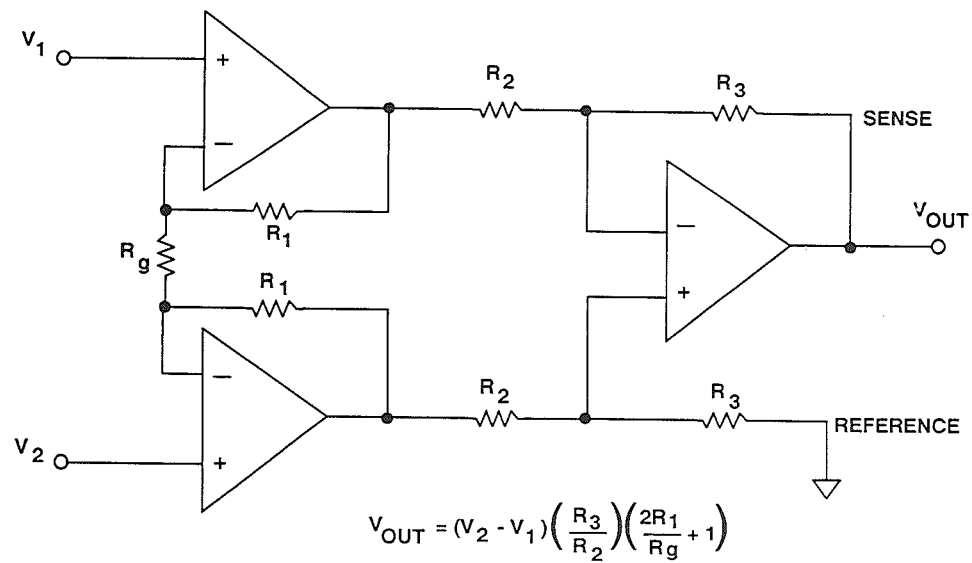 V1
+
−
R2
R3
SENSE
R1
Rg
R1
VOUT
−
+
−
+
R2
R3
REFERENCE
V2
VOUT = (V2 - V1) (R3/R2) (2R1/Rg + 1)